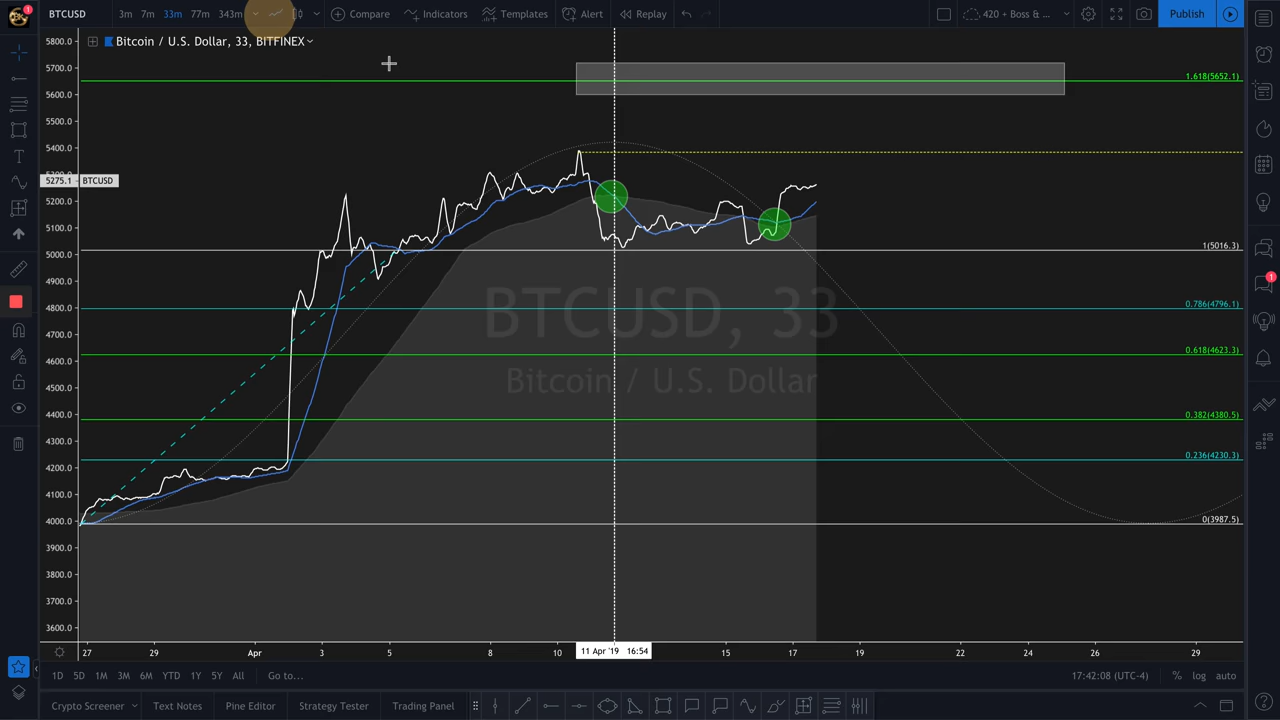 1
BTCUSD
3m 7m 33m 77m 343m
Compare
Indicators
Templates
Alert
Replay
420 + Boss & ...
Publish
Bitcoin / U.S. Dollar, 33, BITFINEX
5800.0
5700.0
1.618(5652.1)
5600.0
5500.0
5400.0
5300.0
5275.1 BTCUSD
5200.0
5100.0
1(5016.3)
5000.0
1
4900.0
4800.0
0.786(4796.1)
BTCUSD, 33
4700.0
0.618(4623.3)
4600.0
Bitcoin / U.S. Dollar
4500.0
4400.0
0.382(4380.5)
4300.0
0.236(4230.3)
4200.0
4100.0
4000.0
0(3987.5)
3900.0
3800.0
3700.0
3600.0
27 29 Apr 3 5 8 10 11 Apr '19 16:54 15 17 19 22 24 26 29
1D 5D 1M 3M 6M YTD 1Y 5Y All Go to...
17:42:08 (UTC-4) % log auto
Crypto Screener Text Notes Pine Editor Strategy Tester Trading Panel